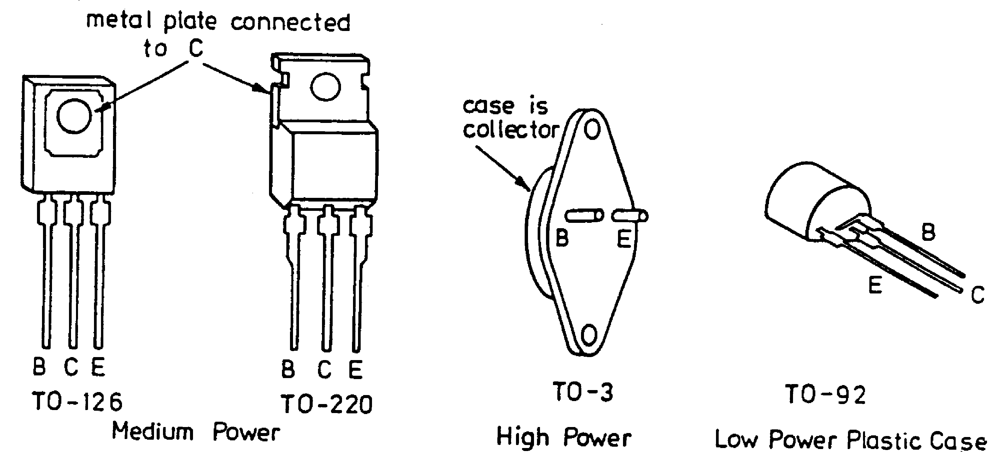 metal plate connected
to C
case is
collector
B E
B
E
C
B C E
B C E
TO-126
TO-220
TO-3
TO-92
Medium Power
High Power
Low Power Plastic Case